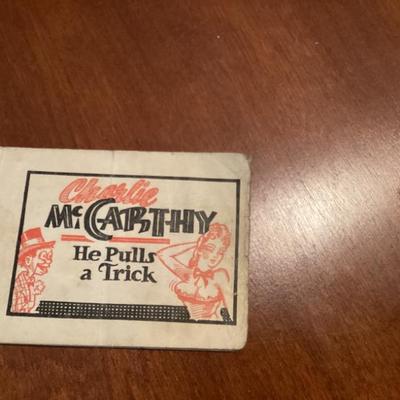 Charlie
McCARTHY
He Pulls
a Trick